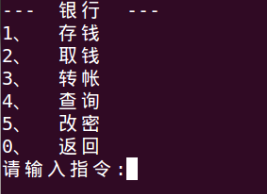 --- 银行 ---
1、 存钱
2、 取钱
3、 转帐
4、 查询
5、 改密
0、 返回
请输入指令: